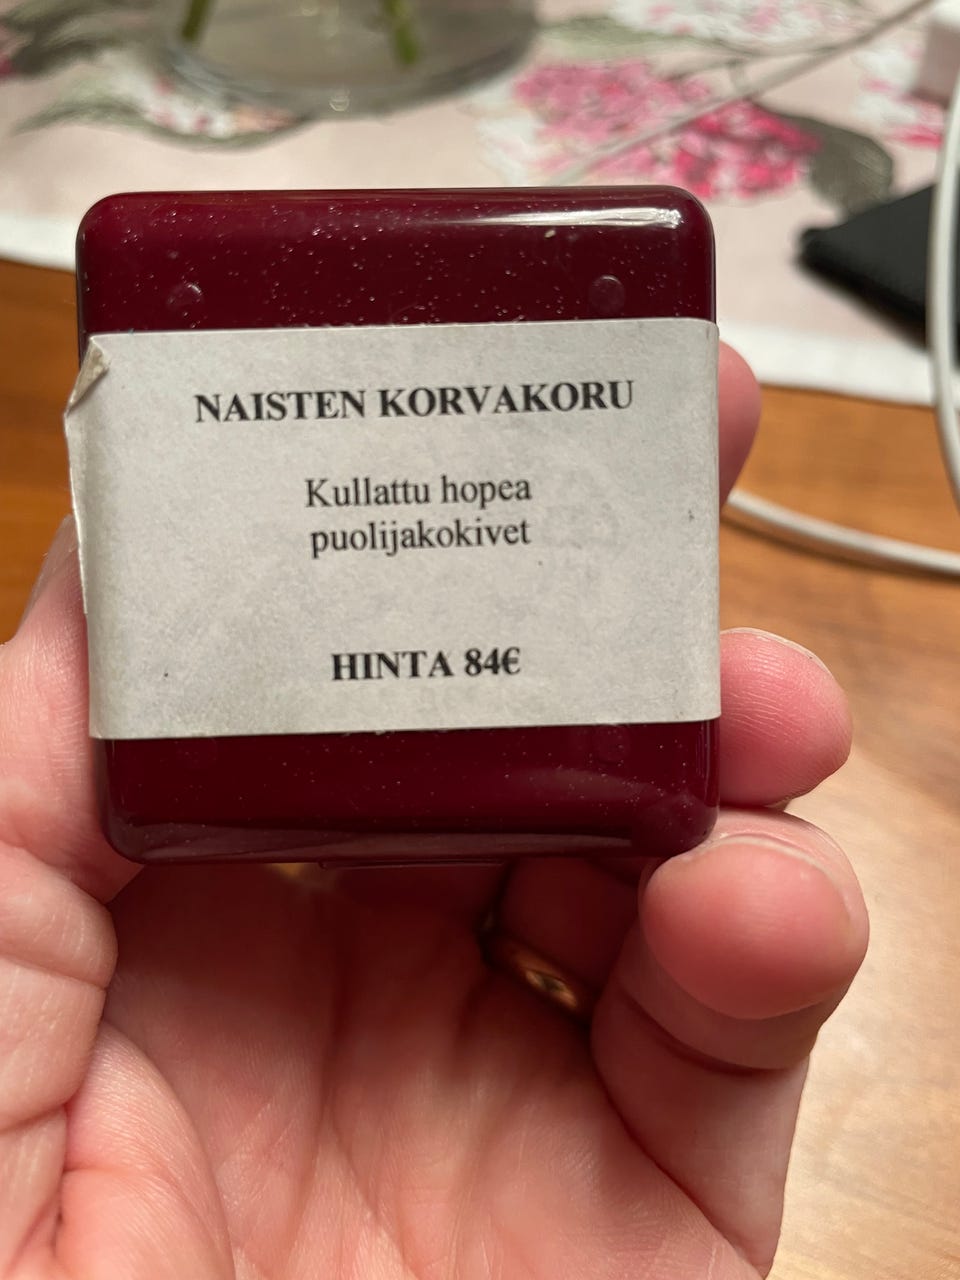 NAISTEN KORVAKORU
Kullattu hopea
puolijakokivet
HINTA 84€